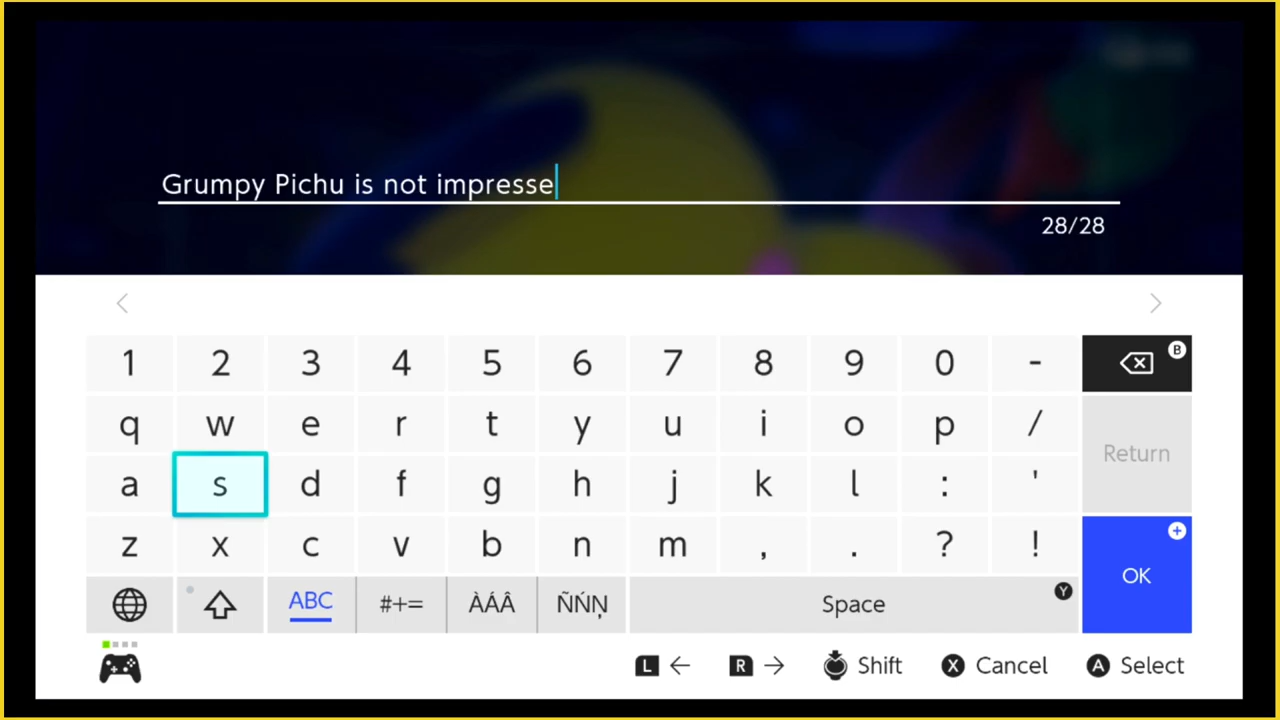 Grumpy Pichu is not impresse
28/28
1 2 3 4 5 6 7 8 9 0 -
B
q w e r t y u i o p /
Return
a s d f g h j k l : '
z x c v b n m , . ? !
+
OK
ABC #+= ÀÁÂ ÑŃŅ Space Y
L ← R → Shift X Cancel A Select